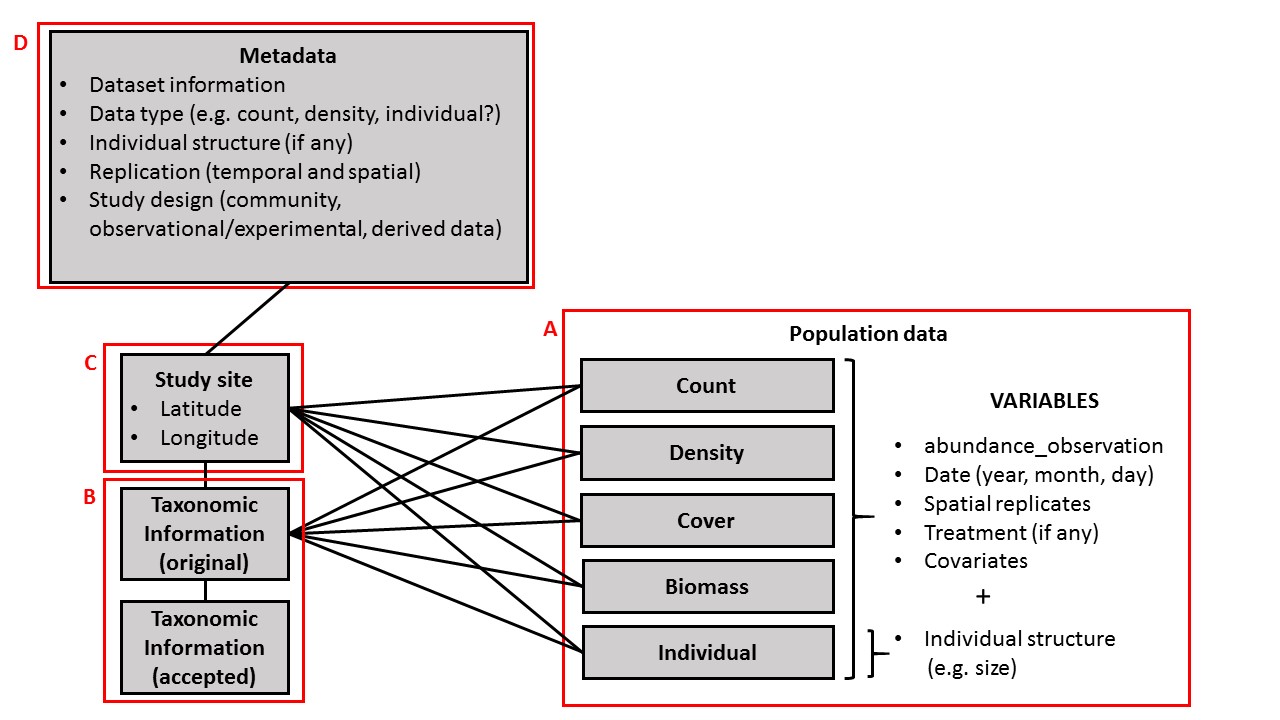 D
Metadata
• Dataset information
• Data type (e.g. count, density, individual?)
• Individual structure (if any)
• Replication (temporal and spatial)
• Study design (community,
observational/experimental, derived data)
C
Study site
• Latitude
• Longitude
B
Taxonomic
Information
(original)
Taxonomic
Information
(accepted)
A
Population data
Count
Density
Cover
Biomass
Individual
VARIABLES
• abundance_observation
• Date (year, month, day)
• Spatial replicates
• Treatment (if any)
• Covariates
+
• Individual structure
(e.g. size)